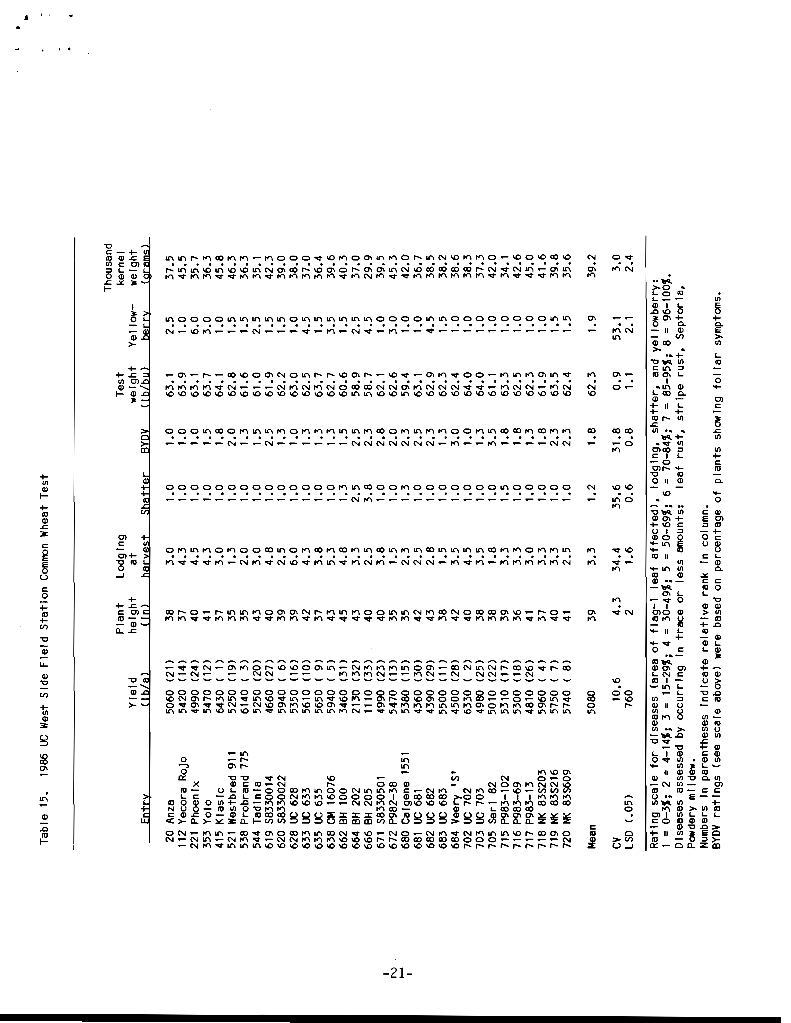 Table 15. 1986 UC West Side Field Station Common Wheat Test
Entry Yield (lb/a) Plant height (in) Lodging at harvest Shatter BYDV Test weight (lb/bu) Yellow-berry Thousand kernel weight (grams)
20 Anza 5060 (21) 38 3.0 1.0 1.0 63.1 2.5 37.5
112 Yecora Rojo 5420 (14) 37 4.3 1.0 1.0 63.9 1.0 45.5
221 Phoenix 4990 (24) 40 4.5 1.0 1.0 63.1 6.0 35.7
353 Yolo 5470 (12) 41 4.3 1.0 1.5 63.7 3.0 36.3
415 Klasic 6430 ( 1) 37 3.0 1.0 1.8 64.1 1.0 45.8
521 Westbred 911 5250 (19) 35 1.3 1.0 2.0 62.8 1.5 46.3
538 Probrand 775 6140 ( 3) 35 2.0 1.0 1.3 61.6 1.5 36.3
544 Tadinia 5250 (20) 43 3.0 1.0 1.5 61.0 2.5 35.1
619 S8330014 4660 (27) 40 4.8 1.0 2.5 61.9 1.5 42.3
620 S8330022 5940 ( 6) 39 2.5 1.0 1.3 62.2 1.5 39.0
628 UC 628 5350 (16) 39 6.0 1.0 1.0 63.0 1.0 38.0
633 UC 633 5610 (10) 42 4.3 1.0 1.3 62.5 4.5 37.0
635 UC 635 5650 ( 9) 37 3.8 1.0 1.3 63.7 1.5 36.4
638 CM 16076 5940 ( 5) 43 5.3 1.0 1.3 62.7 3.5 39.6
662 BH 100 3460 (31) 45 4.8 1.3 1.5 60.6 1.5 40.3
664 BH 202 2130 (32) 43 3.3 2.5 2.5 58.9 2.5 37.0
666 BH 205 1110 (33) 40 2.5 3.8 2.3 58.7 4.5 29.9
671 S8330501 4990 (23) 40 3.8 1.0 2.8 62.1 1.0 39.5
672 P982-38 5470 (13) 35 1.5 1.0 2.0 62.6 3.0 45.3
680 Calgene 1551 5380 (15) 35 2.3 1.3 2.3 59.4 1.0 42.0
681 UC 681 4360 (30) 42 2.5 1.0 2.5 63.1 1.0 36.7
682 UC 682 4390 (29) 43 2.8 1.0 2.3 62.9 4.5 38.5
683 UC 683 5500 (11) 38 1.5 1.0 1.3 62.3 1.5 38.2
684 Veery 'S' 4500 (28) 42 3.5 1.0 3.0 62.4 1.0 38.6
702 UC 702 6330 ( 2) 40 4.5 1.0 1.0 64.0 1.0 38.3
703 UC 703 4980 (25) 38 3.5 1.0 1.3 64.0 1.0 37.3
705 Seri 82 5010 (22) 38 1.8 1.0 3.5 61.1 1.0 42.0
715 P983-102 5310 (17) 39 3.3 1.5 1.8 63.3 1.0 34.1
716 P983-69 5300 (18) 36 3.3 1.0 1.8 62.5 1.0 42.6
717 P983-13 4810 (26) 41 3.0 1.0 1.3 62.3 1.0 45.0
718 NK 83S203 5960 ( 4) 37 3.3 1.0 1.8 61.9 1.0 41.6
719 NK 83S216 5750 ( 7) 40 3.3 1.0 2.3 63.5 1.5 39.8
720 NK 83S609 5740 ( 8) 41 2.5 1.0 2.3 62.4 1.5 35.6
Mean 5080 39 3.3 1.2 1.8 62.3 1.9 39.2
CV 10.6 4.3 34.4 35.6 31.8 0.9 53.1 3.0
LSD (.05) 760 2 1.6 0.6 0.8 1.1 2.1 2.4
Rating scale for diseases (area of flag-1 leaf affected), lodging, shatter, and yellowberry:
1 = 0-3%; 2 = 4-14%; 3 = 15-29%; 4 = 30-49%; 5 = 50-69%; 6 = 70-84%; 7 = 85-95%; 8 = 96-100%.
Diseases assessed by occurring in trace or less amounts: leaf rust, stripe rust, Septoria,
Powdery mildew.
Numbers in parentheses indicate relative rank in column.
BYDV ratings (see scale above) were based on percentage of plants showing foliar symptoms.
-21-